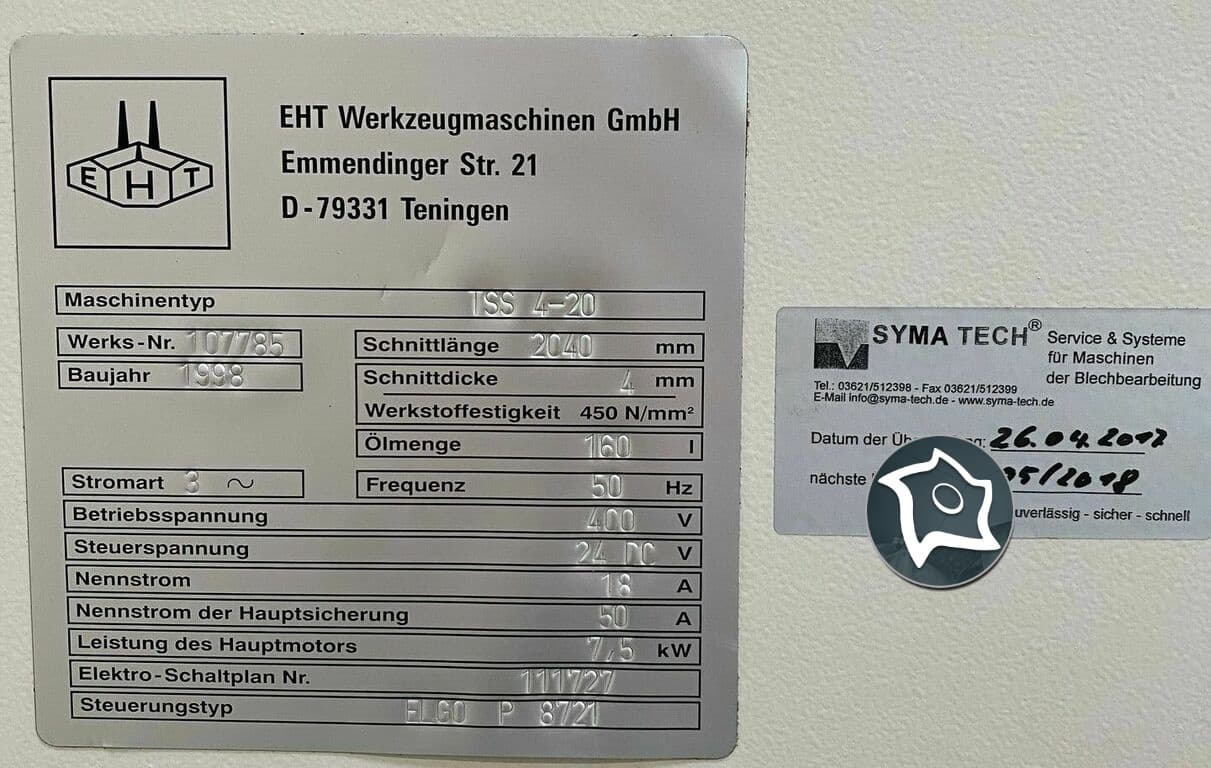 EHT
EHT Werkzeugmaschinen GmbH
Emmendinger Str. 21
D-79331 Teningen
Maschinentyp TSS 4-20
Werks-Nr. 107785
Baujahr 1998
Schnittlänge 2040 mm
Schnittdicke 4 mm
Werkstoffestigkeit 450 N/mm²
Ölmenge 160 l
Stromart 3 ~
Frequenz 50 Hz
Betriebsspannung 400 V
Steuerspannung 24 DC V
Nennstrom 18 A
Nennstrom der Hauptsicherung 50 A
Leistung des Hauptmotors 7,5 kW
Elektro-Schaltplan Nr. 111727
Steuerungstyp ELGO P 8721
SYMA TECH® Service & Systeme
für Maschinen
der Blechbearbeitung
Tel.: 03621/512398 - Fax 03621/512399
E-Mail info@syma-tech.de - www.syma-tech.de
Datum der 26.04.2017
nächste 05/2018
sicher - schnell